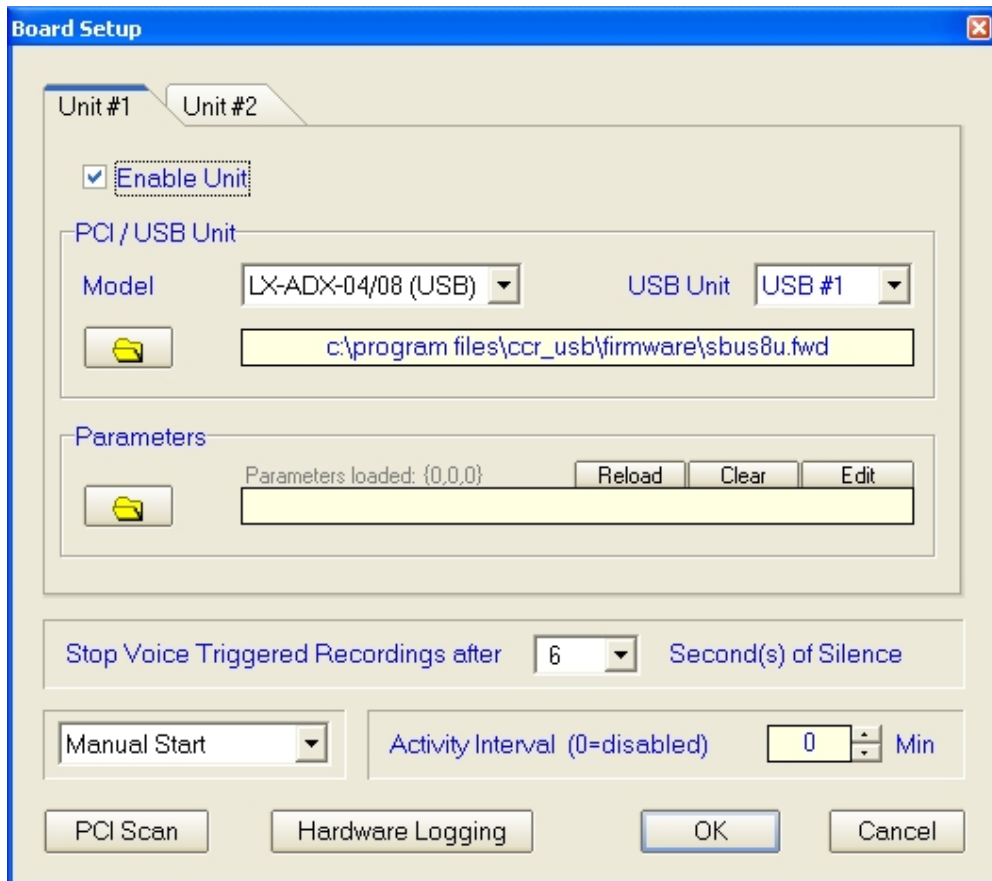 Board Setup
Unit #1 Unit #2
Enable Unit
PCI / USB Unit
Model LX-ADX-04/08 (USB) USB Unit USB #1
c:\program files\ccr_usb\firmware\sbus8u.fwd
Parameters
Parameters loaded: {0,0,0} Reload Clear Edit
Stop Voice Triggered Recordings after 6 Second(s) of Silence
Manual Start Activity Interval (0=disabled) 0 Min
PCI Scan Hardware Logging OK Cancel